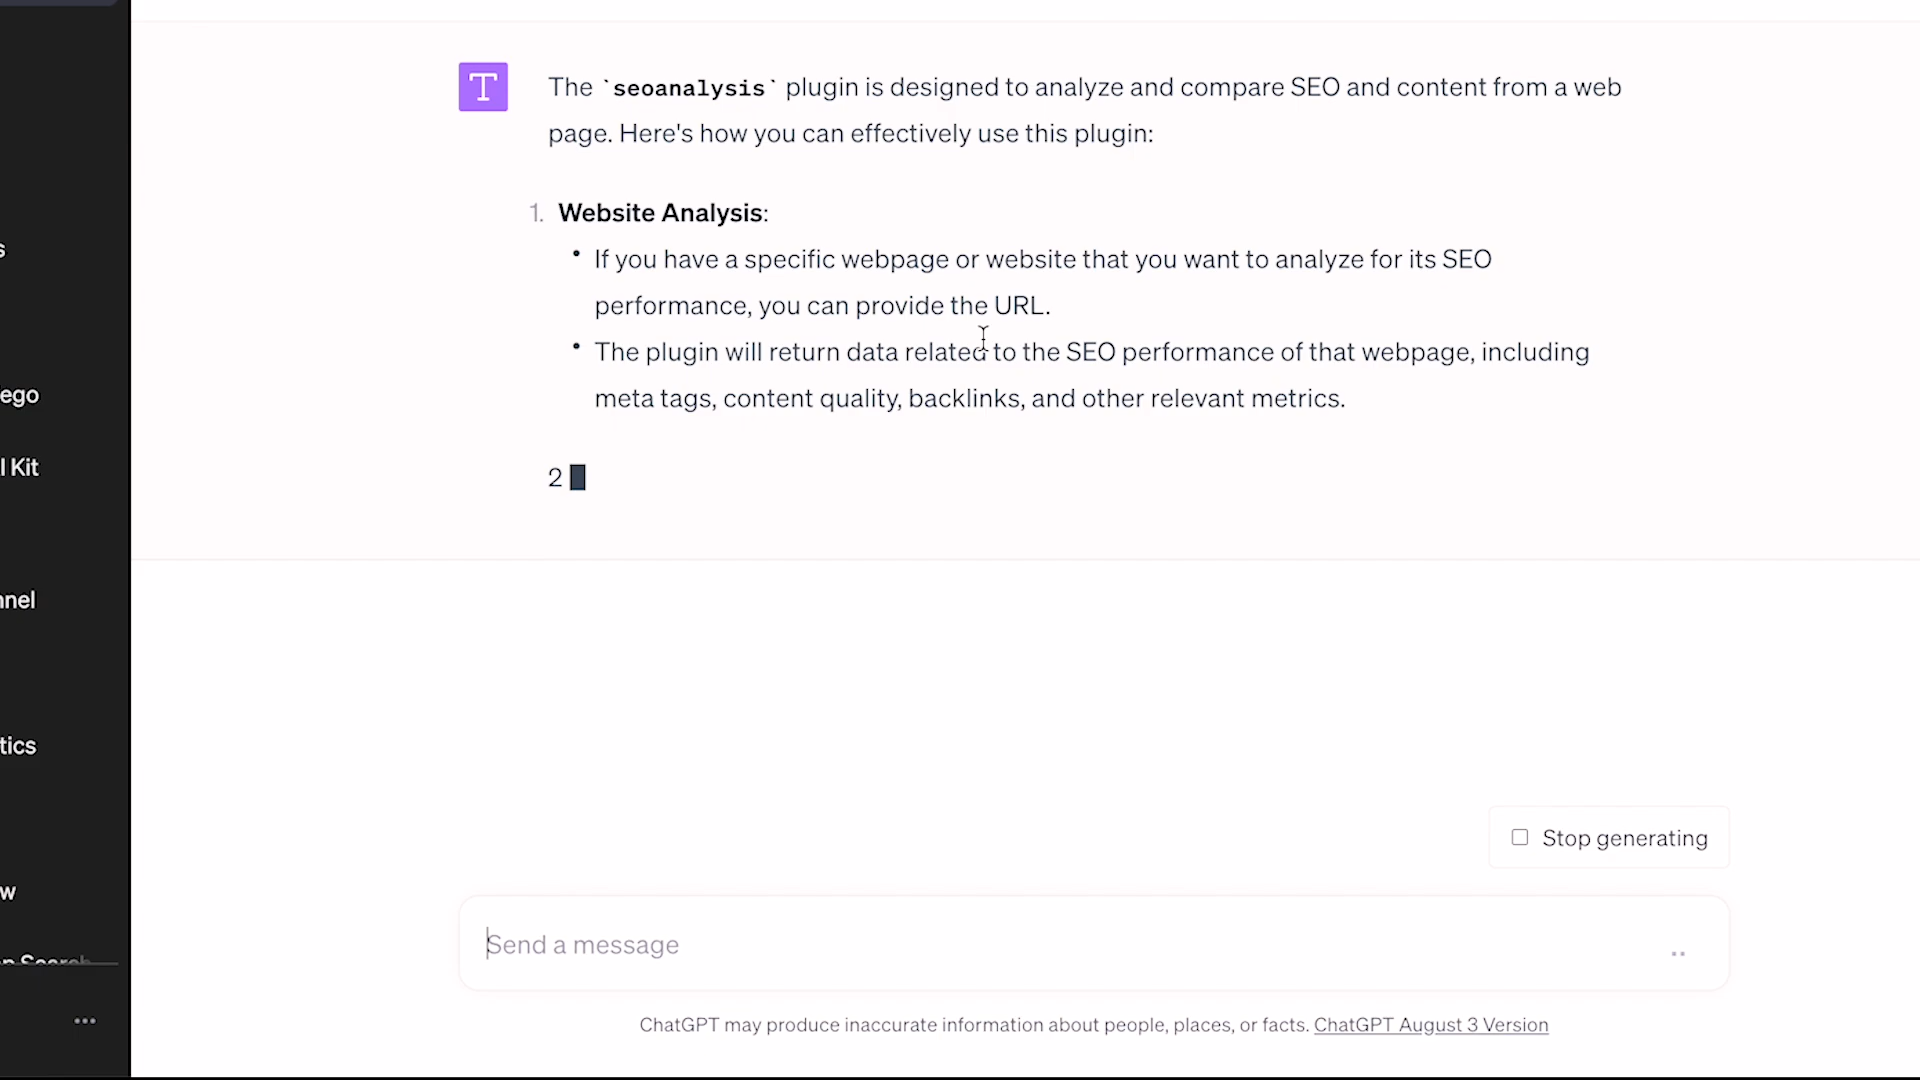 T
The `seoanalysis` plugin is designed to analyze and compare SEO and content from a web
page. Here's how you can effectively use this plugin:
1. Website Analysis:
• If you have a specific webpage or website that you want to analyze for its SEO
performance, you can provide the URL.
• The plugin will return data related to the SEO performance of that webpage, including
meta tags, content quality, backlinks, and other relevant metrics.
2
s
ego
l Kit
nnel
tics
w
p Search
Stop generating
Send a message
ChatGPT may produce inaccurate information about people, places, or facts. ChatGPT August 3 Version